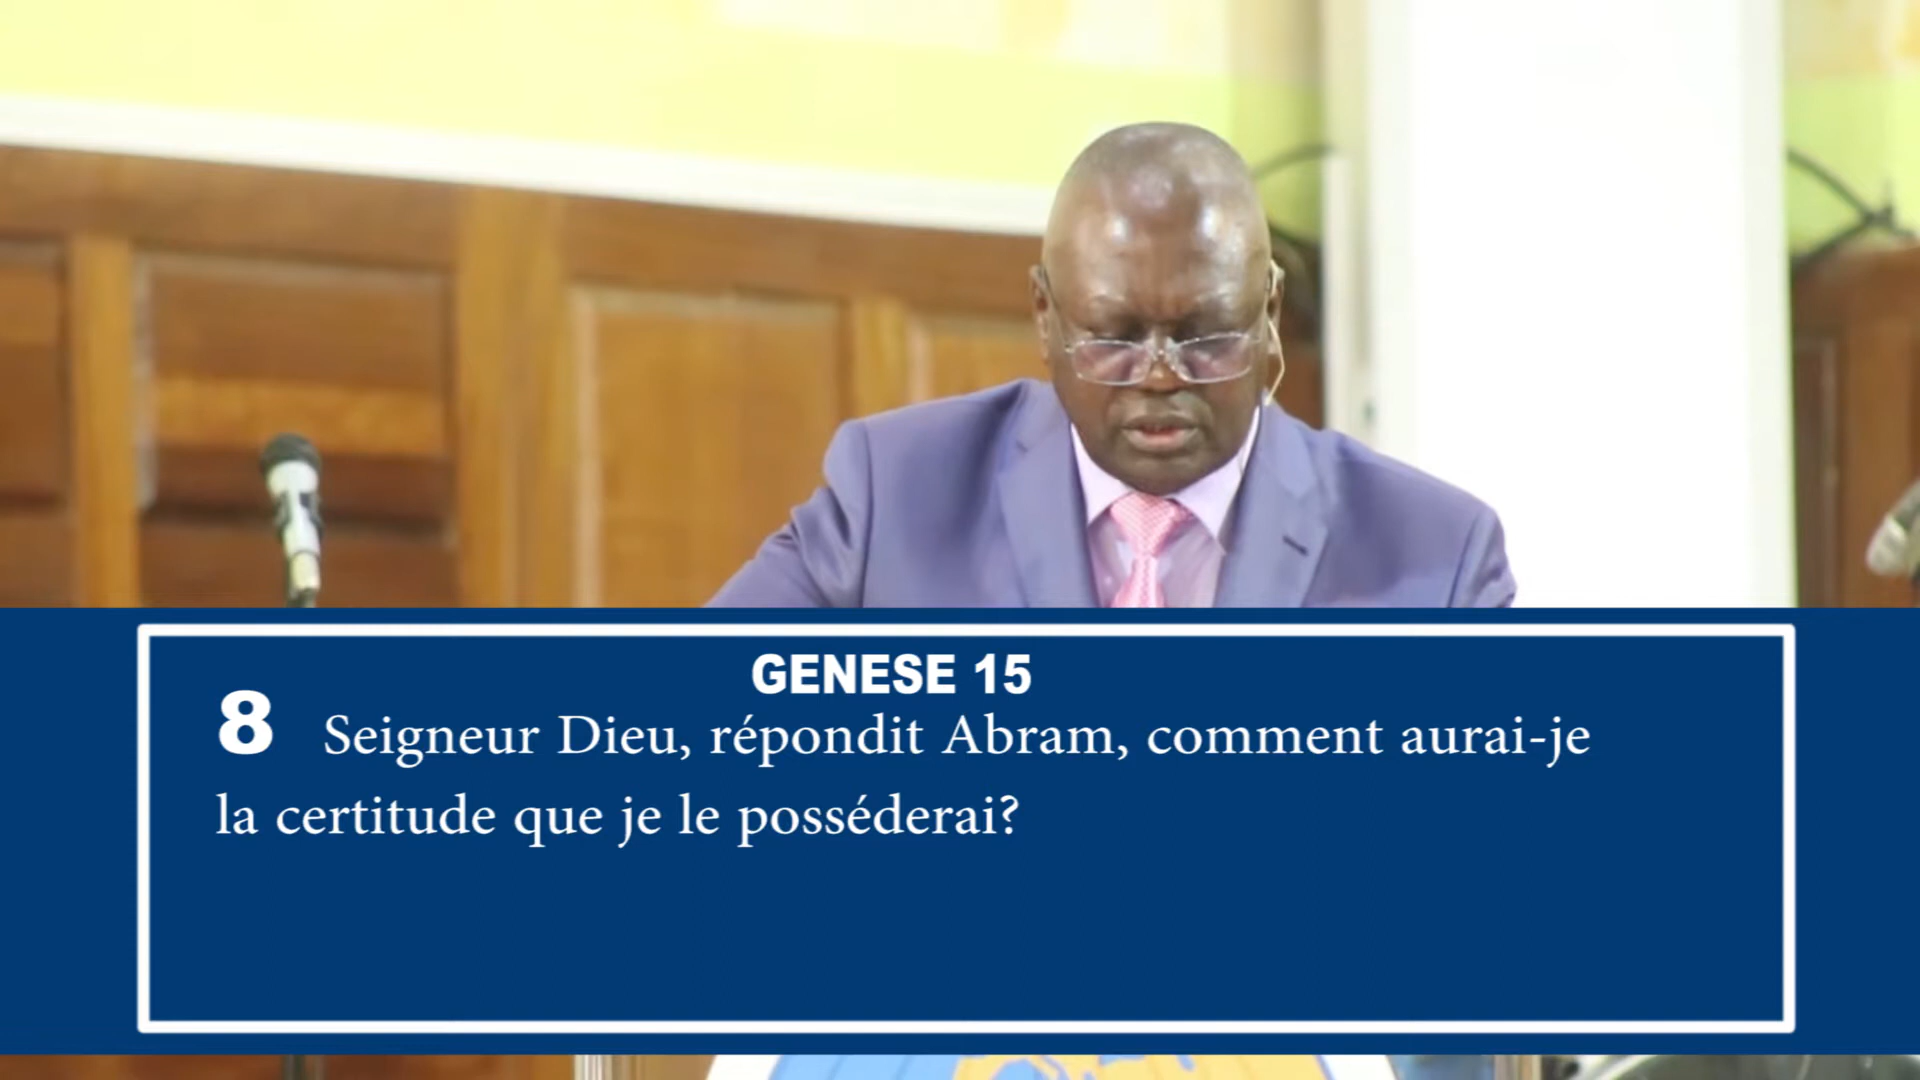 GENESE 15
8 Seigneur Dieu, répondit Abram, comment aurai-je
la certitude que je le posséderai?